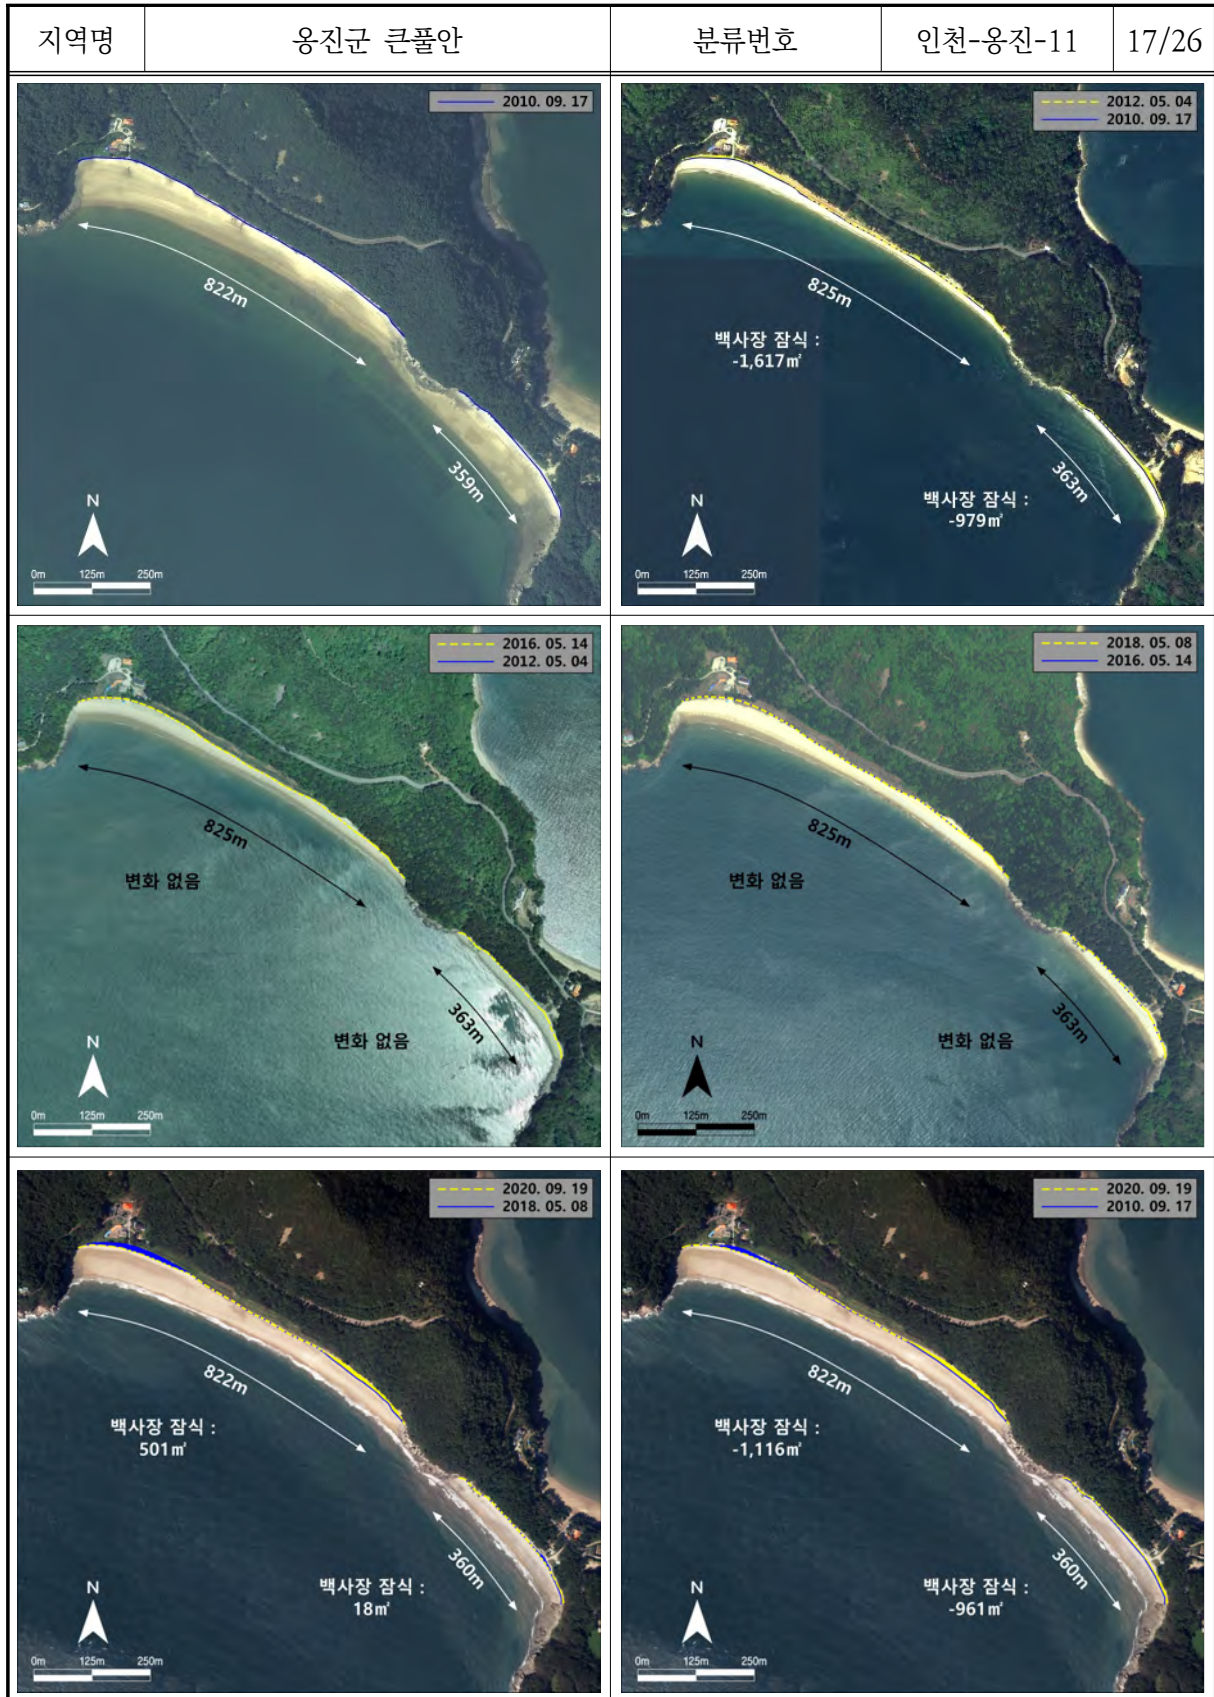 지역명 옹진군 큰풀안 분류번호 인천-옹진-11 17/26
2010. 09. 17
822m
359m
N
0m 125m 250m
2012. 05. 04
2010. 09. 17
825m
백사장 잠식 :
-1,617㎡
363m
백사장 잠식 :
-979㎡
N
0m 125m 250m
2016. 05. 14
2012. 05. 04
825m
변화 없음
363m
변화 없음
N
0m 125m 250m
2018. 05. 08
2016. 05. 14
825m
변화 없음
363m
변화 없음
N
0m 125m 250m
2020. 09. 19
2018. 05. 08
822m
백사장 잠식 :
501㎡
360m
백사장 잠식 :
18㎡
N
0m 125m 250m
2020. 09. 19
2010. 09. 17
822m
백사장 잠식 :
-1,116㎡
360m
백사장 잠식 :
-961㎡
N
0m 125m 250m